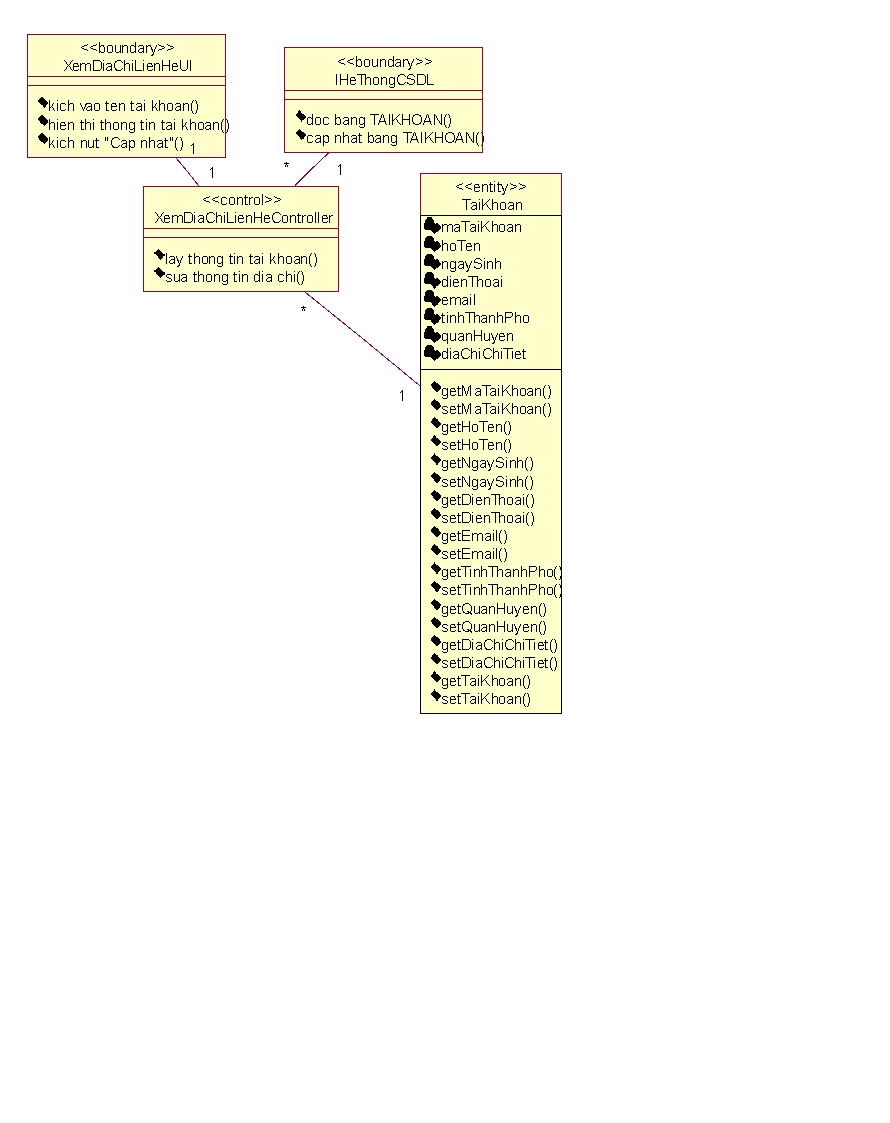 <<boundary>>
XemDiaChiLienHeUI
kich vao ten tai khoan()
hien thi thong tin tai khoan()
kich nut "Cap nhat"()
1
1
<<boundary>>
IHeThongCSDL
doc bang TAIKHOAN()
cap nhat bang TAIKHOAN()
*
1
<<control>>
XemDiaChiLienHeController
lay thong tin tai khoan()
sua thong tin dia chi()
*
1
<<entity>>
TaiKhoan
maTaiKhoan
hoTen
ngaySinh
dienThoai
email
tinhThanhPho
quanHuyen
diaChiChiTiet
getMaTaiKhoan()
setMaTaiKhoan()
getHoTen()
setHoTen()
getNgaySinh()
setNgaySinh()
getDienThoai()
setDienThoai()
getEmail()
setEmail()
getTinhThanhPho()
setTinhThanhPho()
getQuanHuyen()
setQuanHuyen()
getDiaChiChiTiet()
setDiaChiChiTiet()
getTaiKhoan()
setTaiKhoan()